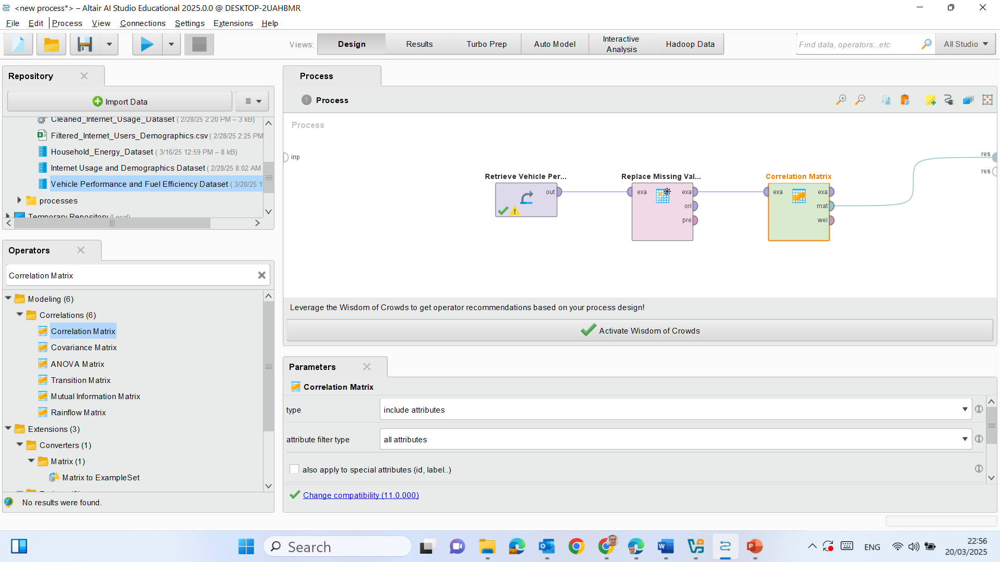 <new process*> – Altair AI Studio Educational 2025.0.0 @ DESKTOP-2UAHBMR
File Edit Process View Connections Settings Extensions Help
Views: Design Results Turbo Prep Auto Model Interactive Analysis Hadoop Data
Find data, operators...etc
All Studio
Repository
Import Data
Cleaned_Internet_Usage_Dataset ( 2/28/25 2:20 PM – 3 kB)
Filtered_Internet_Users_Demographics.csv ( 2/28/25 2:25 PM
Household_Energy_Dataset ( 3/16/25 12:59 PM – 8 kB)
Internet Usage and Demographics Dataset ( 2/28/25 8:02 AM
Vehicle Performance and Fuel Efficiency Dataset ( 3/20/25 1
processes
Temporary Repository (Local)
Operators
Correlation Matrix
Modeling (6)
Correlations (6)
Correlation Matrix
Covariance Matrix
ANOVA Matrix
Transition Matrix
Mutual Information Matrix
Rainflow Matrix
Extensions (3)
Converters (1)
Matrix (1)
Matrix to ExampleSet
No results were found.
Process
Process
Process
inp
res
res
Retrieve Vehicle Per...
out
Replace Missing Val...
exa exa
ori
pre
Correlation Matrix
exa exa
mat
wei
Leverage the Wisdom of Crowds to get operator recommendations based on your process design!
Activate Wisdom of Crowds
Parameters
Correlation Matrix
type include attributes
attribute filter type all attributes
also apply to special attributes (id, label..)
Change compatibility (11.0.000)
Search
ENG
22:56
20/03/2025